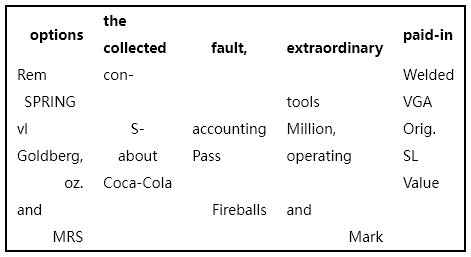 options the collected fault, extraordinary paid-in
Rem con- Welded
SPRING tools VGA
vl S- accounting Million, Orig.
Goldberg, about Pass operating SL
oz. Coca-Cola Value
and Fireballs and
MRS Mark